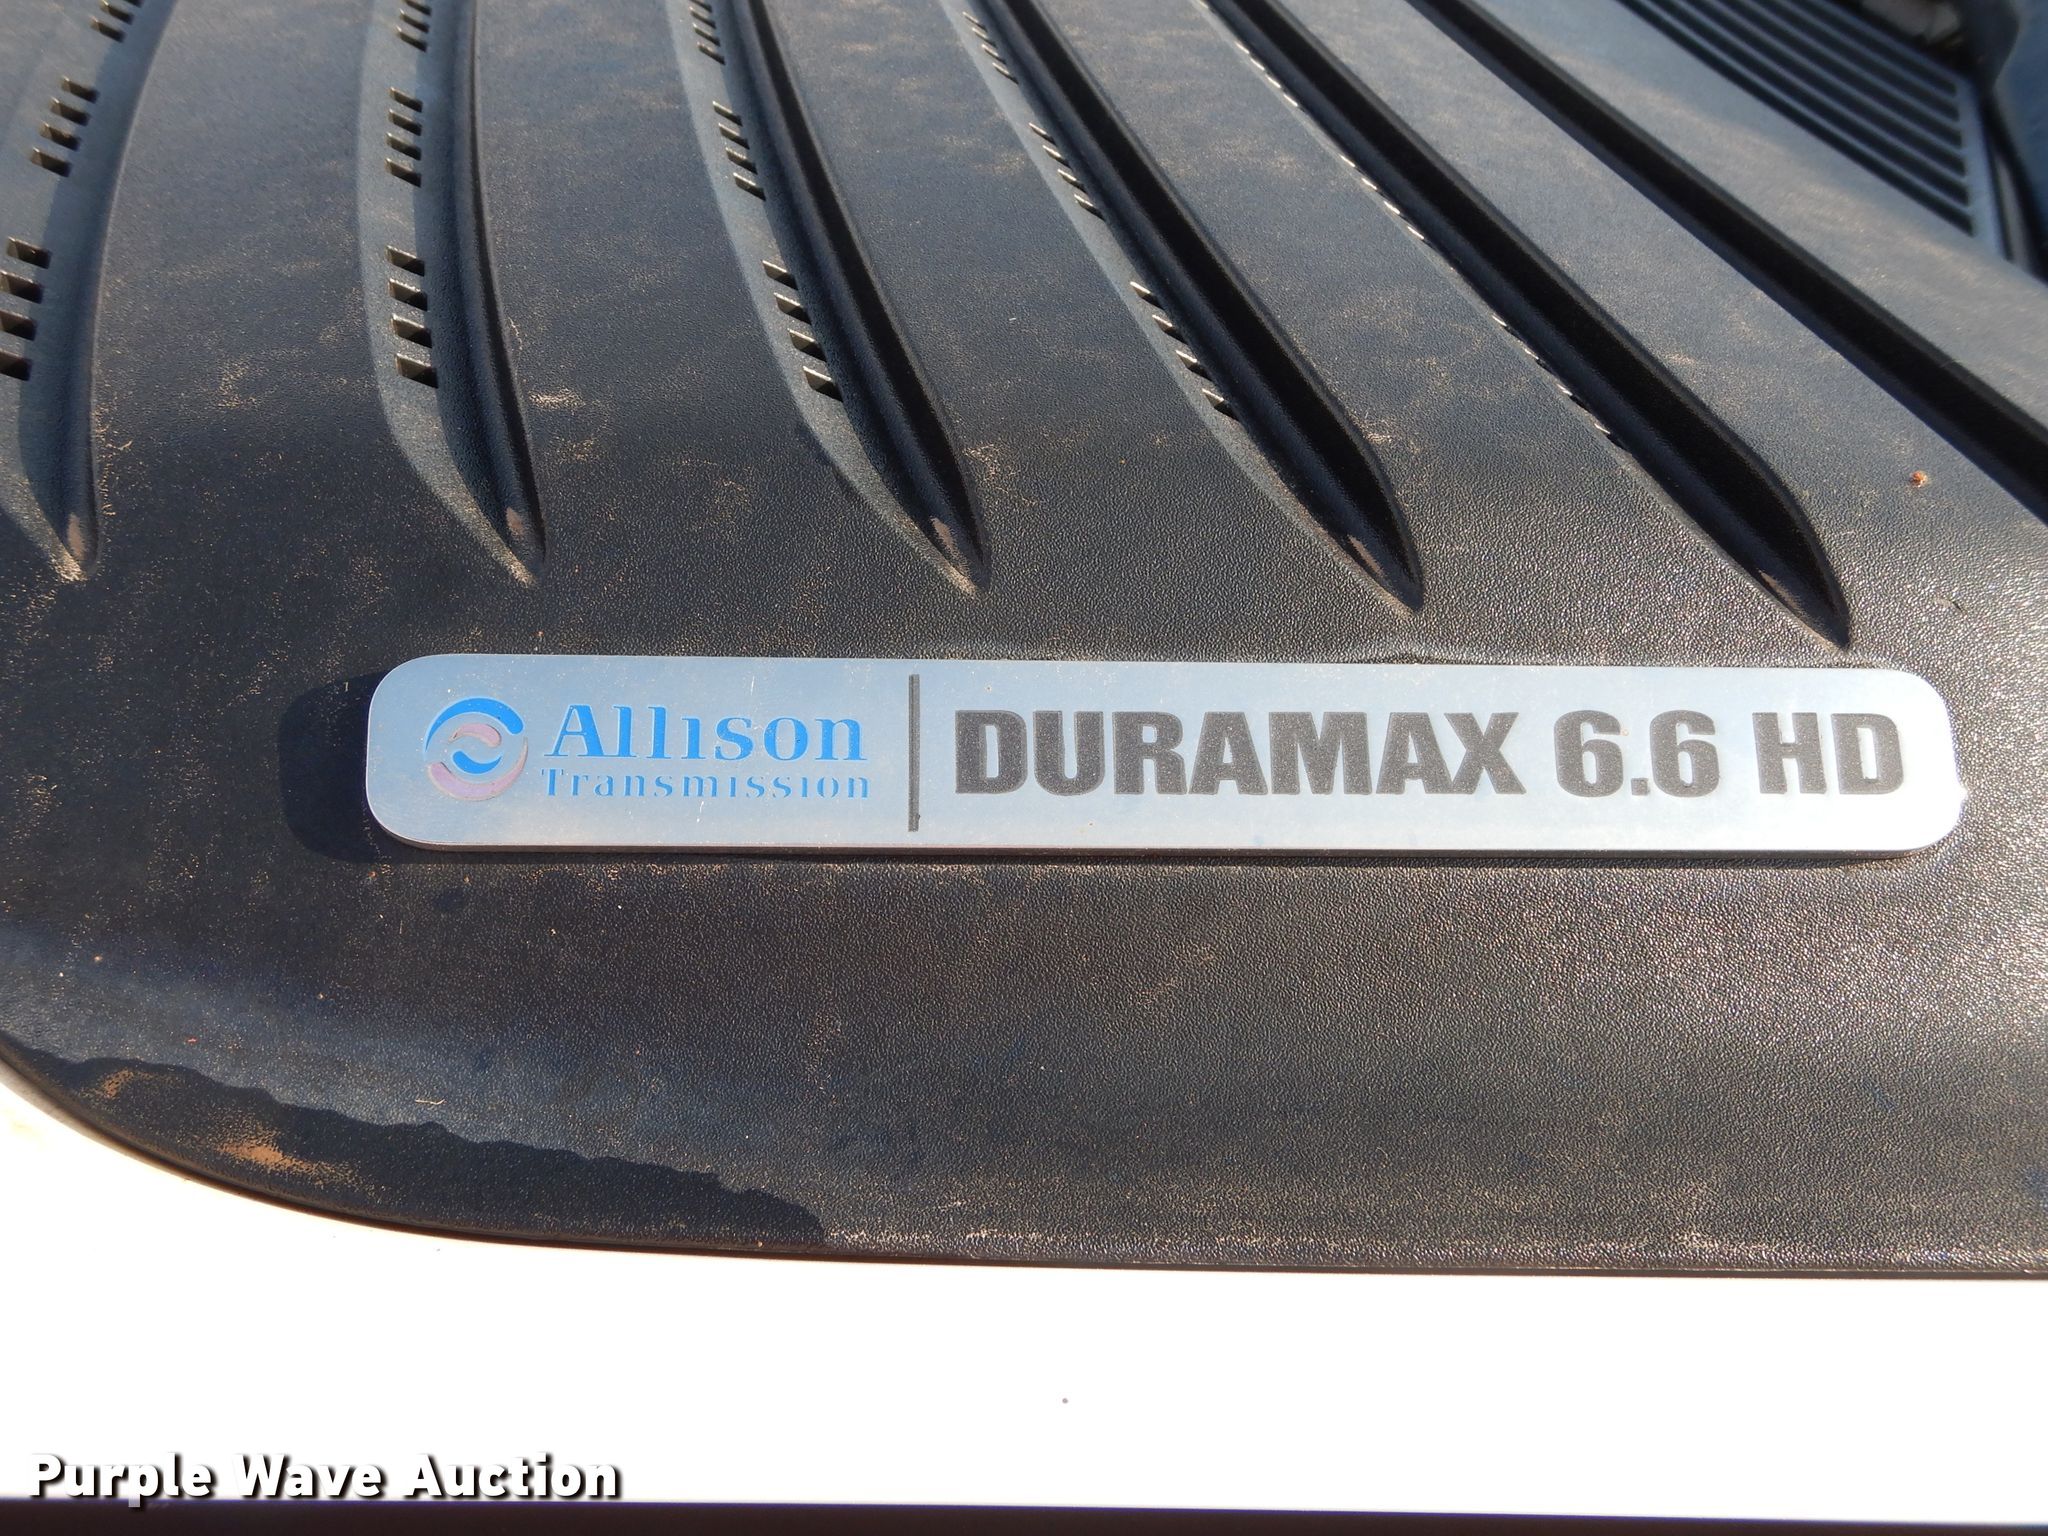 Allison
Transmission
DURAMAX 6.6 HD
Purple Wave Auction